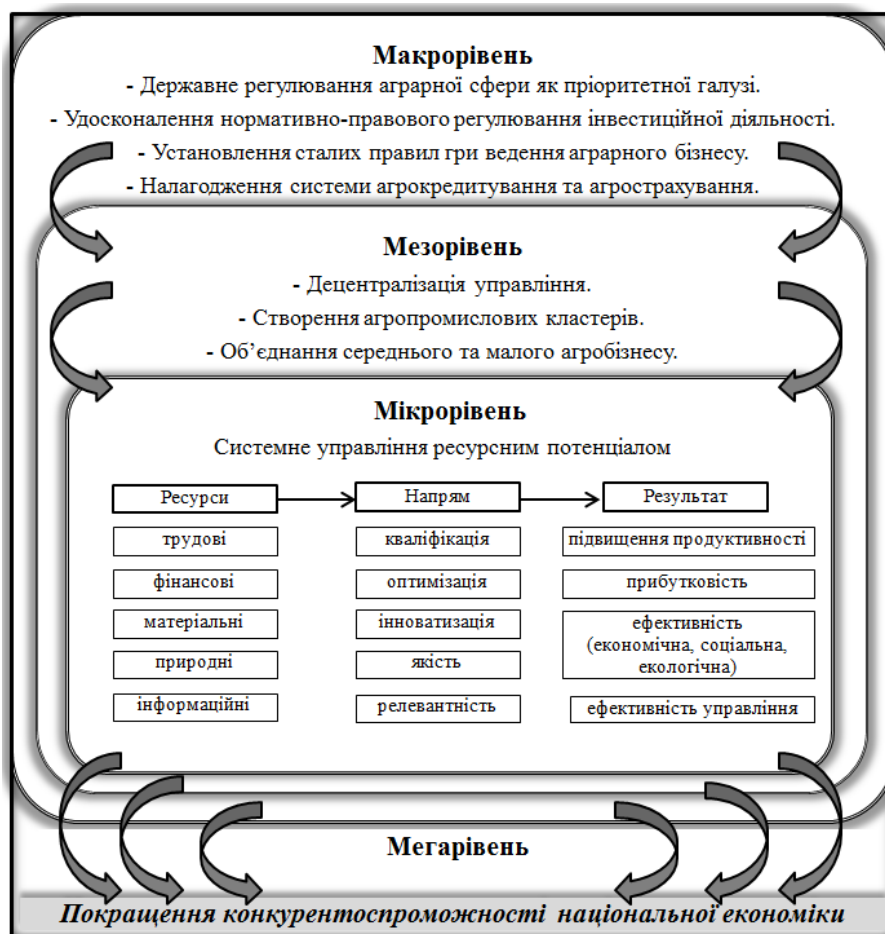 Макрорівень
- Державне регулювання аграрної сфери як пріоритетної галузі.
- Удосконалення нормативно-правового регулювання інвестиційної діяльності.
- Установлення сталих правил гри ведення аграрного бізнесу.
- Налагодження системи агрокредитування та агрострахування.
Мезорівень
- Децентралізація управління.
- Створення агропромислових кластерів.
- Об’єднання середнього та малого агробізнесу.
Мікрорівень
Системне управління ресурсним потенціалом
Ресурси
Напрям
Результат
трудові
кваліфікація
підвищення продуктивності
фінансові
оптимізація
прибутковість
матеріальні
інноватизація
ефективність
(економічна, соціальна,
екологічна)
природні
якість
інформаційні
релевантність
ефективність управління
Мегарівень
Покращення конкурентоспроможності національної економіки